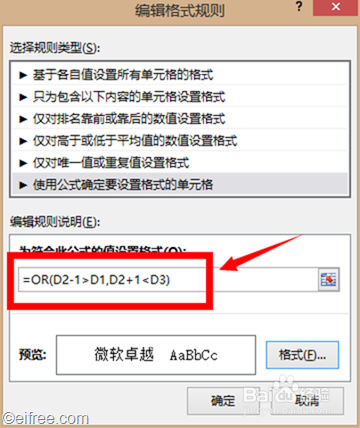 编辑格式规则
?
选择规则类型(S):
► 基于各自值设置所有单元格的格式
► 只为包含以下内容的单元格设置格式
► 仅对排名靠前或靠后的数值设置格式
► 仅对高于或低于平均值的数值设置格式
► 仅对唯一值或重复值设置格式
► 使用公式确定要设置格式的单元格
编辑规则说明(E):
为符合此公式的值设置格式(O):
=OR(D2-1>D1,D2+1<D3)
预览:
微软卓越 AaBbCc
格式(F)...
Baidu 经验
确定
取消
©eifree.com